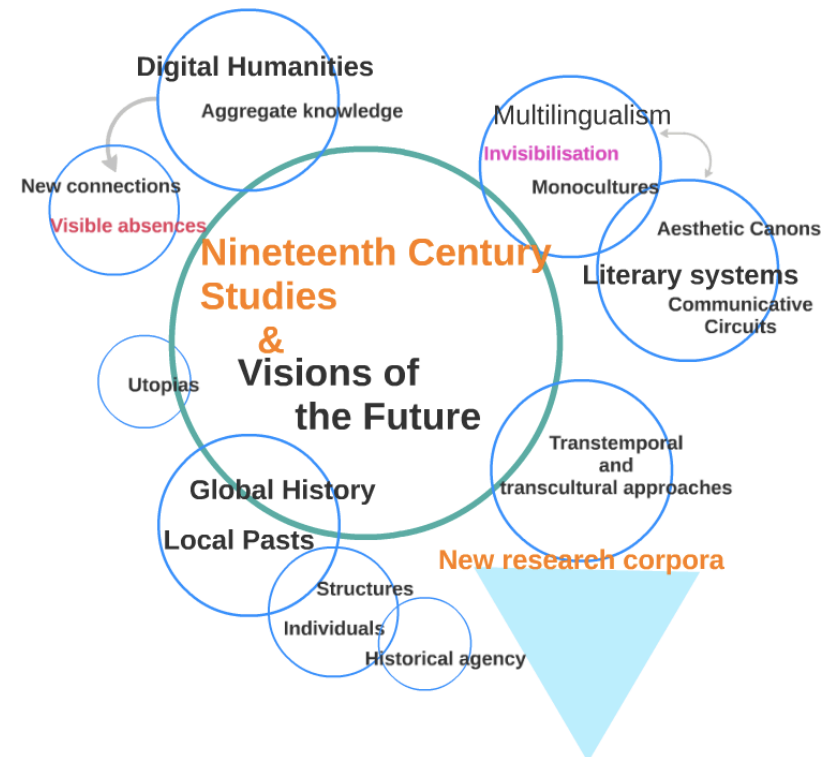 Digital Humanities
Aggregate knowledge
New connections
Visible absences
Multilingualism
Invisibilisation
Monocultures
Aesthetic Canons
Literary systems
Communicative
Circuits
Nineteenth Century
Studies
&
Visions of
the Future
Utopias
Global History
Local Pasts
Structures
Individuals
Historical agency
Transtemporal
and
transcultural approaches
New research corpora